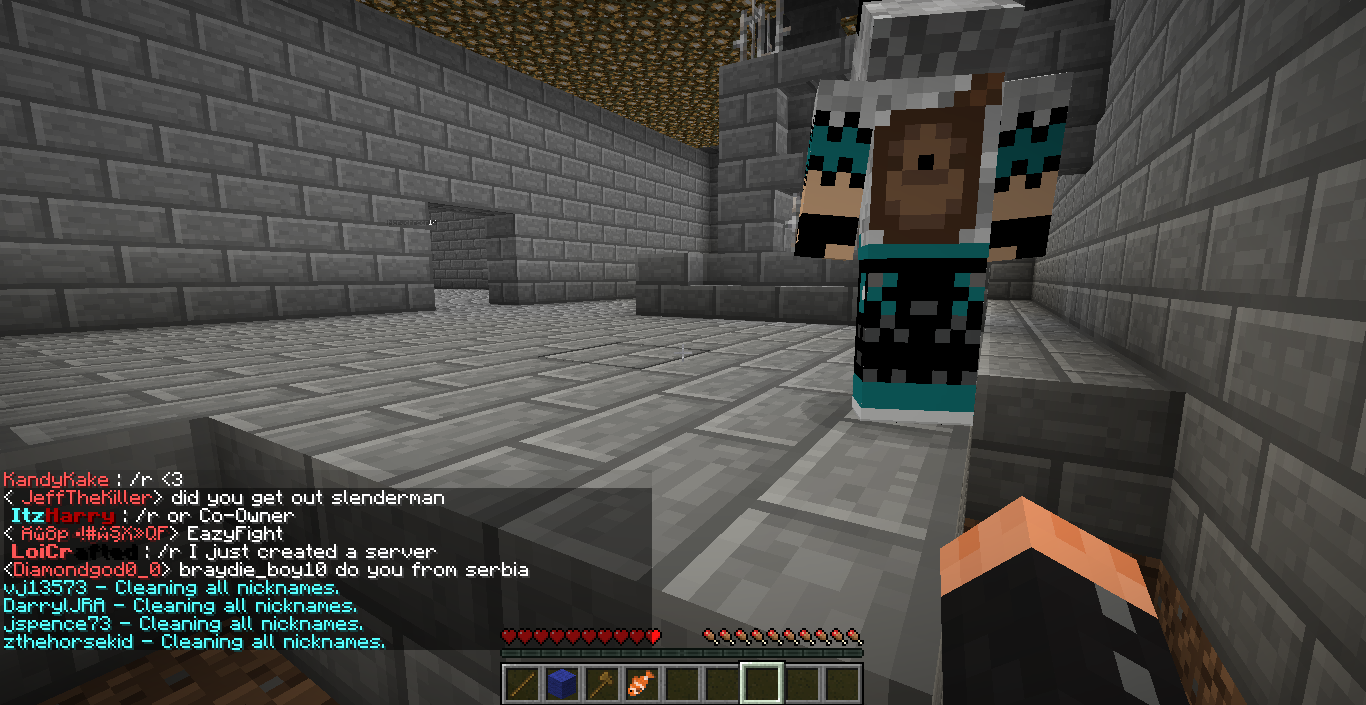 KandyKake : /r <3
< JeffTheKiller> did you get out slenderman
ItzHarry : /r or Co-Owner
EazyFight
LoiCrafted : /r I just created a server
<Diamondgod0_0> braydie_boy10 do you from serbia
vj13573 - Cleaning all nicknames.
DarrylJRA - Cleaning all nicknames.
jspence73 - Cleaning all nicknames.
zthehorsekid - Cleaning all nicknames.